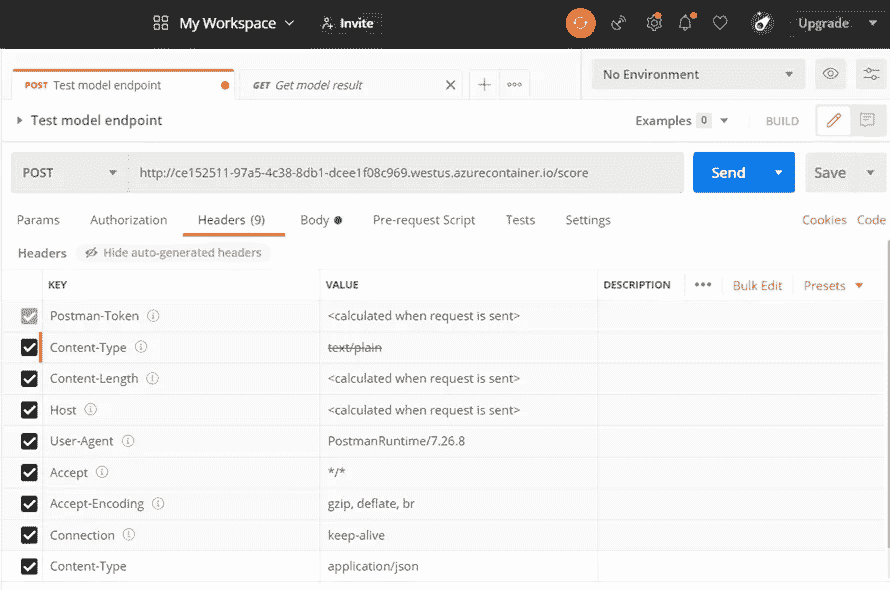 My Workspace Invite Upgrade
POST Test model endpoint GET Get model result No Environment
Test model endpoint Examples 0 BUILD
POST http://ce152511-97a5-4c38-8db1-dcee1f08c969.westus.azurecontainer.io/score Send Save
Params Authorization Headers (9) Body Pre-request Script Tests Settings Cookies Code
Headers Hide auto-generated headers
KEY VALUE DESCRIPTION Bulk Edit Presets
Postman-Token <calculated when request is sent>
Content-Type text/plain
Content-Length <calculated when request is sent>
Host <calculated when request is sent>
User-Agent PostmanRuntime/7.26.8
Accept */*
Accept-Encoding gzip, deflate, br
Connection keep-alive
Content-Type application/json